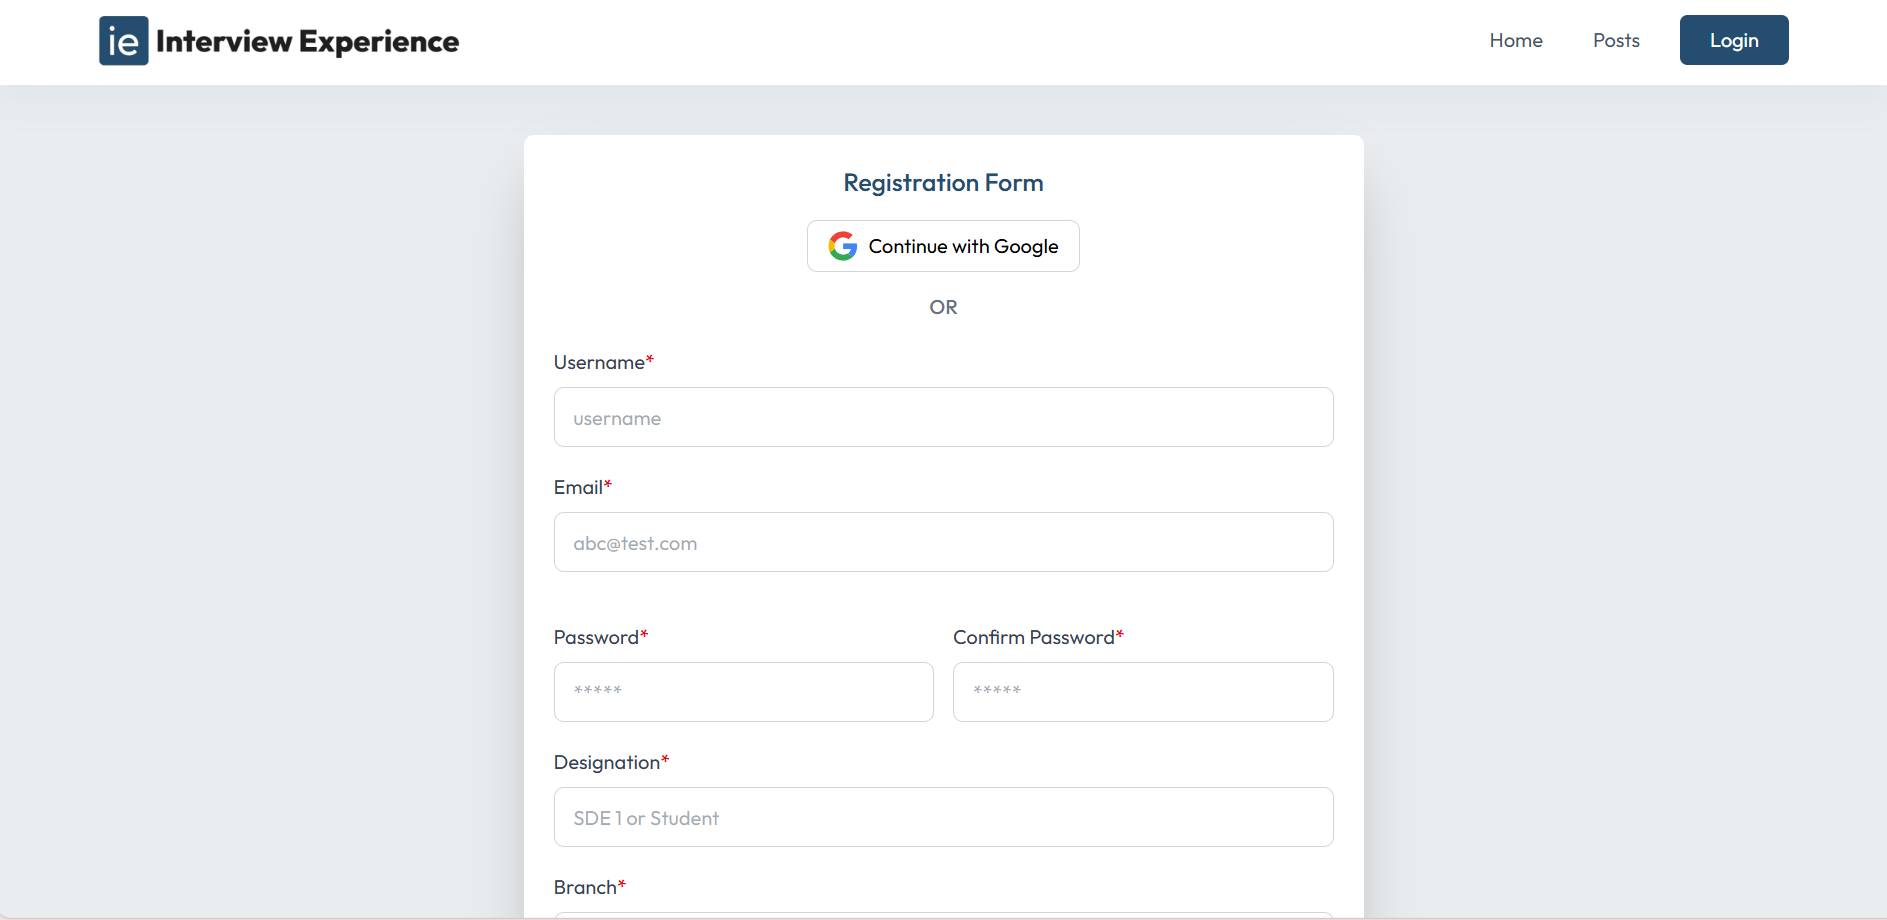 ie Interview Experience
Home Posts Login
Registration Form
Continue with Google
OR
Username*
username
Email*
abc@test.com
Password* Confirm Password*
***** *****
Designation*
SDE 1 or Student
Branch*